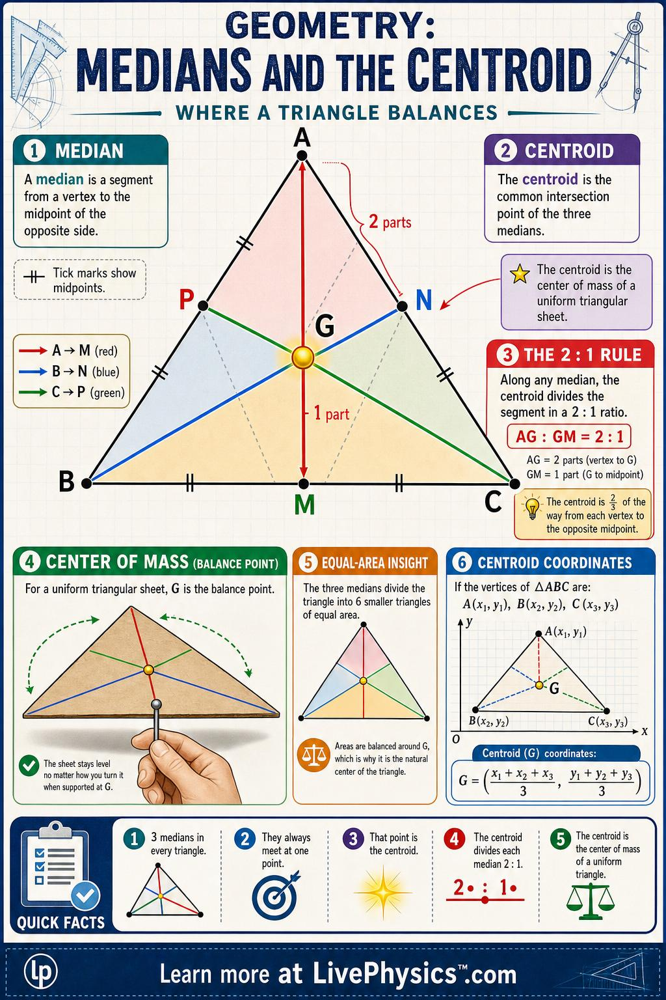 GEOMETRY:
MEDIANS AND THE CENTROID
WHERE A TRIANGLE BALANCES
1 MEDIAN
A median is a segment
from a vertex to the
midpoint of the
opposite side.
Tick marks show
midpoints.
A → M (red)
B → N (blue)
C → P (green)
A
2 parts
P
N
G
1 part
B
M
C
2 CENTROID
The centroid is the
common intersection
point of the three
medians.
The centroid is the
center of mass of a
uniform triangular
sheet.
3 THE 2 : 1 RULE
Along any median, the
centroid divides the
segment in a 2 : 1 ratio.
AG : GM = 2 : 1
AG = 2 parts (vertex to G)
GM = 1 part (G to midpoint)
The centroid is 2/3 of the
way from each vertex to
the opposite midpoint.
4 CENTER OF MASS (BALANCE POINT)
For a uniform triangular sheet, G is the balance point.
The sheet stays level
no matter how you turn it
when supported at G.
5 EQUAL-AREA INSIGHT
The three medians divide the
triangle into 6 smaller triangles
of equal area.
Areas are balanced around G,
which is why it is the natural
center of the triangle.
6 CENTROID COORDINATES
If the vertices of △ABC are:
A(x₁, y₁), B(x₂, y₂), C(x₃, y₃)
y
A(x₁, y₁)
G
B(x₂, y₂)
C(x₃, y₃)
O
x
Centroid (G) coordinates:
G = ((x₁ + x₂ + x₃)/3, (y₁ + y₂ + y₃)/3)
QUICK FACTS
1 3 medians in
every triangle.
2 They always
meet at one
point.
3 That point is
the centroid.
4 The centroid
divides each
median 2 : 1.
2• : 1•
5 The centroid is
the center of mass
of a uniform
triangle.
lp
Learn more at LivePhysics™.com